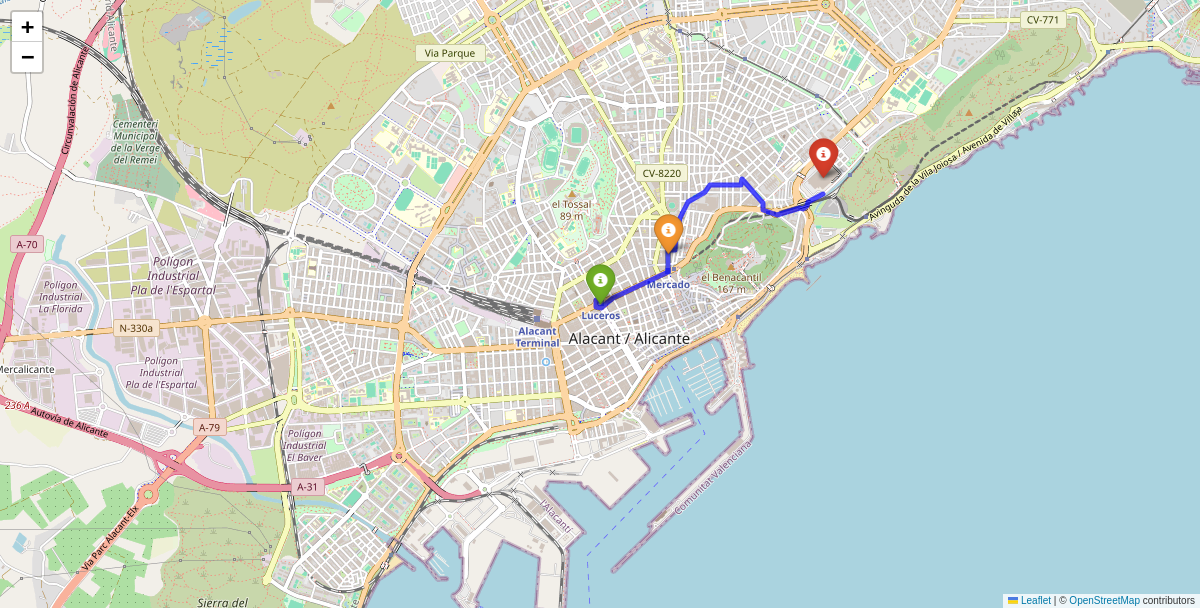 +
−
CV-771
Via Parque
Circunvalación de Alicante
Cementeri
Municipal
de la Verge
del Remei
CV-8220
el Tossal
89 m
Avinguda de la Vila Joiosa / Avenida de Villajo
A-70
Polígon
Industrial
Pla de l'Espartal
Polígon
Industrial
La Florida
el Benacantil
167 m
Mercado
Luceros
N-330a
Alacant
Terminal
Alacant / Alicante
Mercalicante
Polígon
Industrial
Pla de l'Espartal
236 A
Autovía de Alicante
A-79
Polígon
Industrial
El Baver
A-31
Comunitat Valenciana
l'Alacantí
Via Parc Alacant-Elx
Serra del
Leaflet | © OpenStreetMap contributors